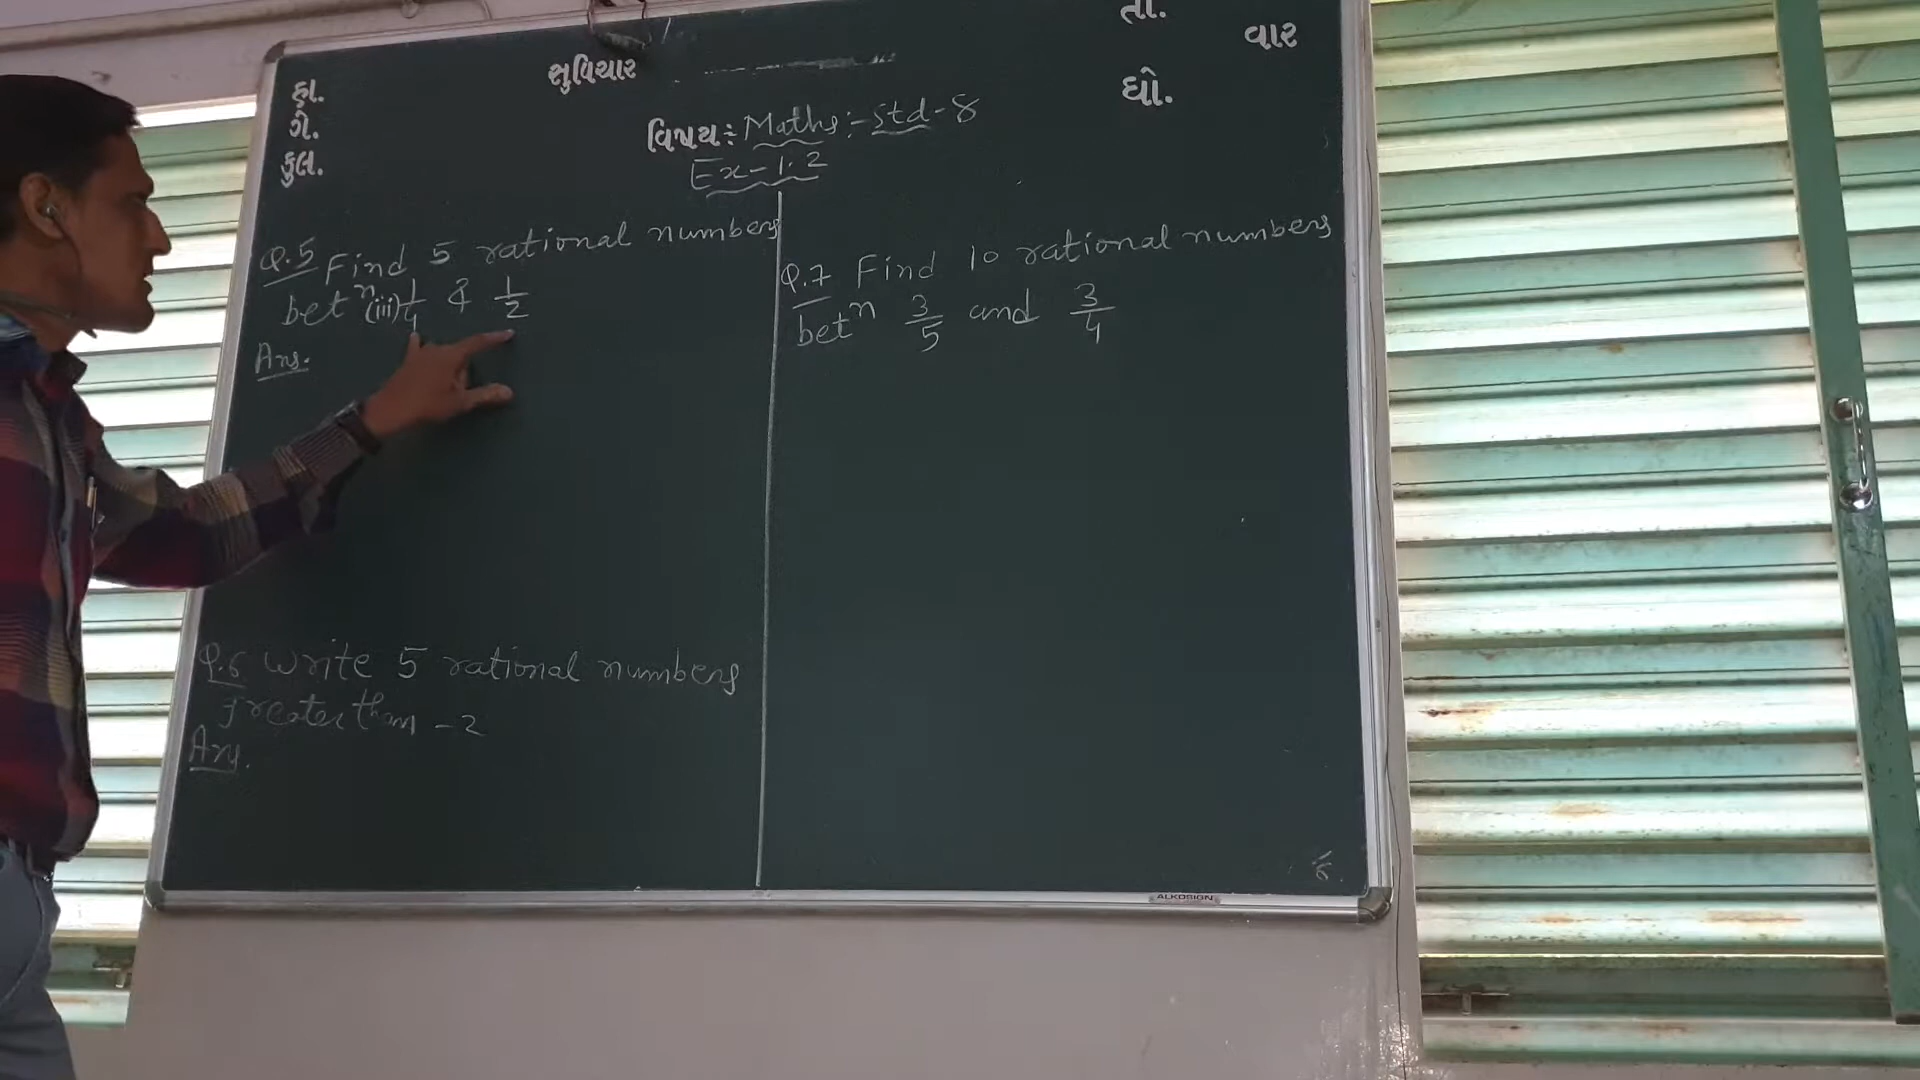 તા.
વાર
હા.
સુવિચાર
ઘો.
ગે.
કુલ.
વિષય:- Maths:- std-8
Ex-1.2
Q.5 Find 5 rational numbers
betⁿ (iii) 1/4 & 1/2
Ans.
Q.6 Write 5 rational numbers
greater than -2
Ans.
Q.7 Find 10 rational numbers
betⁿ 3/5 and 3/4
ALKOSIGN